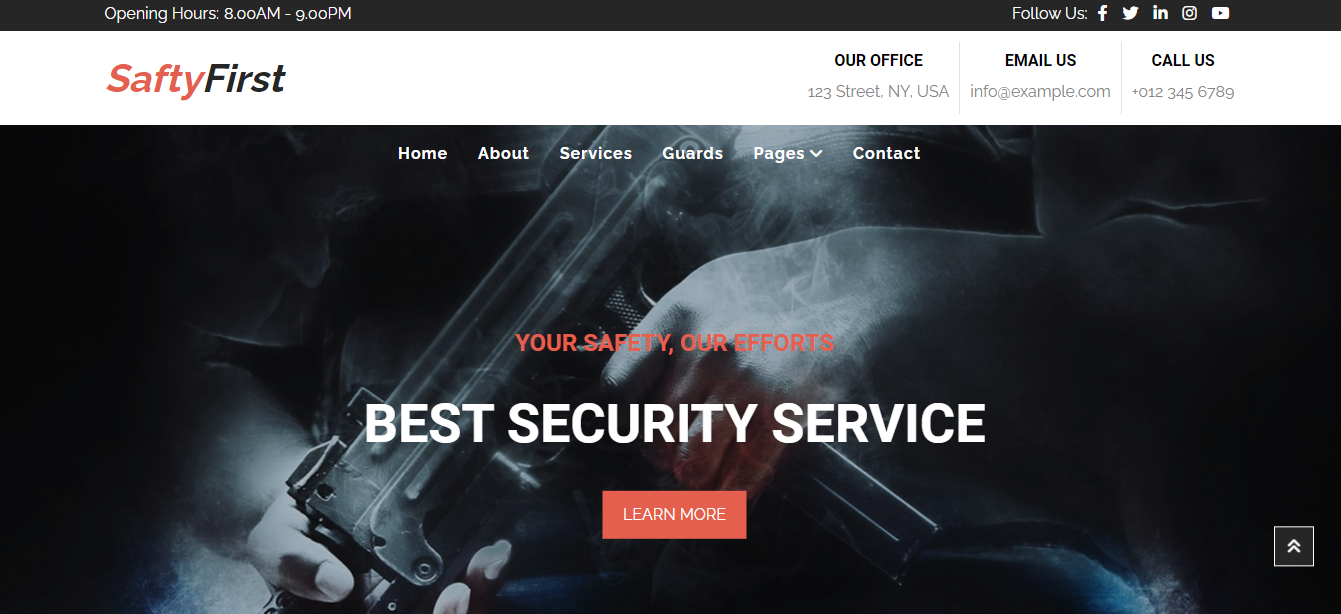 Opening Hours: 8.00AM - 9.00PM
Follow Us:
SaftyFirst
OUR OFFICE
123 Street, NY, USA
EMAIL US
info@example.com
CALL US
+012 345 6789
Home About Services Guards Pages Contact
YOUR SAFETY, OUR EFFORTS
BEST SECURITY SERVICE
LEARN MORE